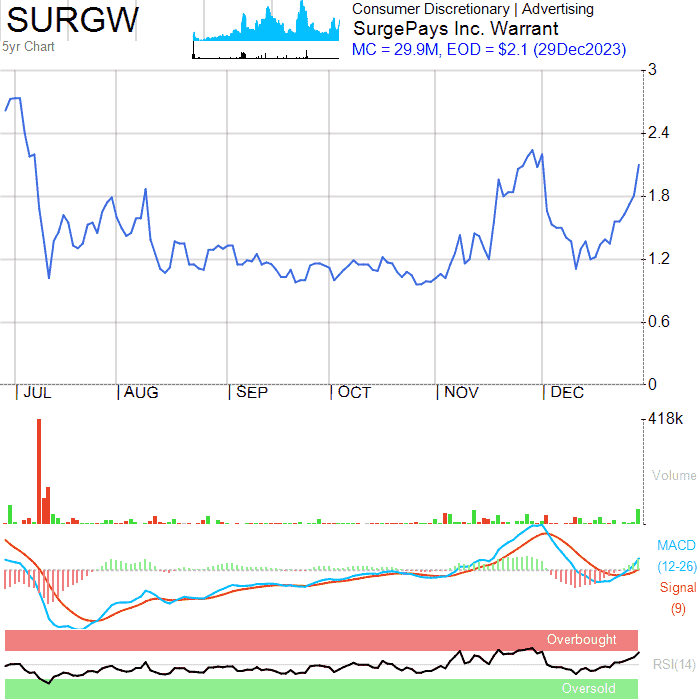 SURGW
5yr Chart
Consumer Discretionary | Advertising
SurgePays Inc. Warrant
MC = 29.9M, EOD = $2.1 (29Dec2023)
3
2.4
1.8
1.2
0.6
0
JUL AUG SEP OCT NOV DEC
418k
Volume
MACD
(12-26)
Signal
(9)
Overbought
RSI(14)
Oversold